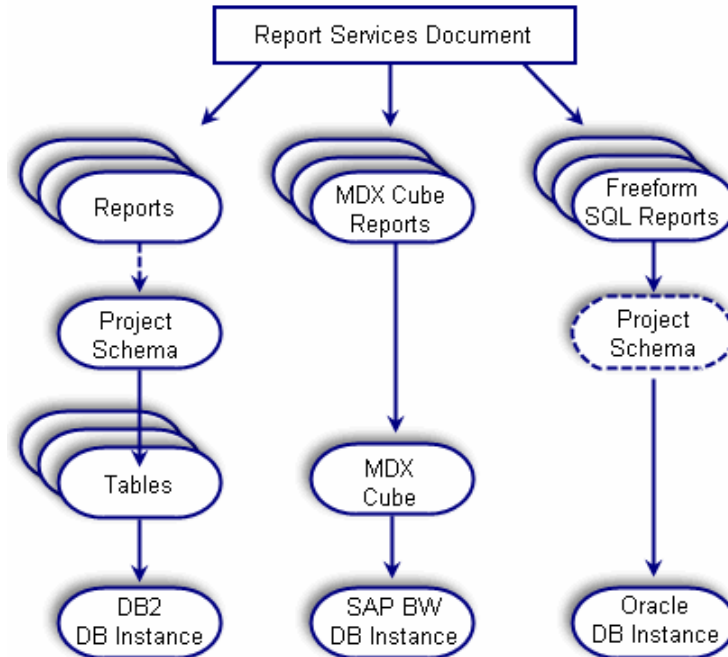 Report Services Document
Reports
MDX Cube
Reports
Freeform
SQL Reports
Project
Schema
Project
Schema
Tables
MDX
Cube
DB2
DB Instance
SAP BW
DB Instance
Oracle
DB Instance